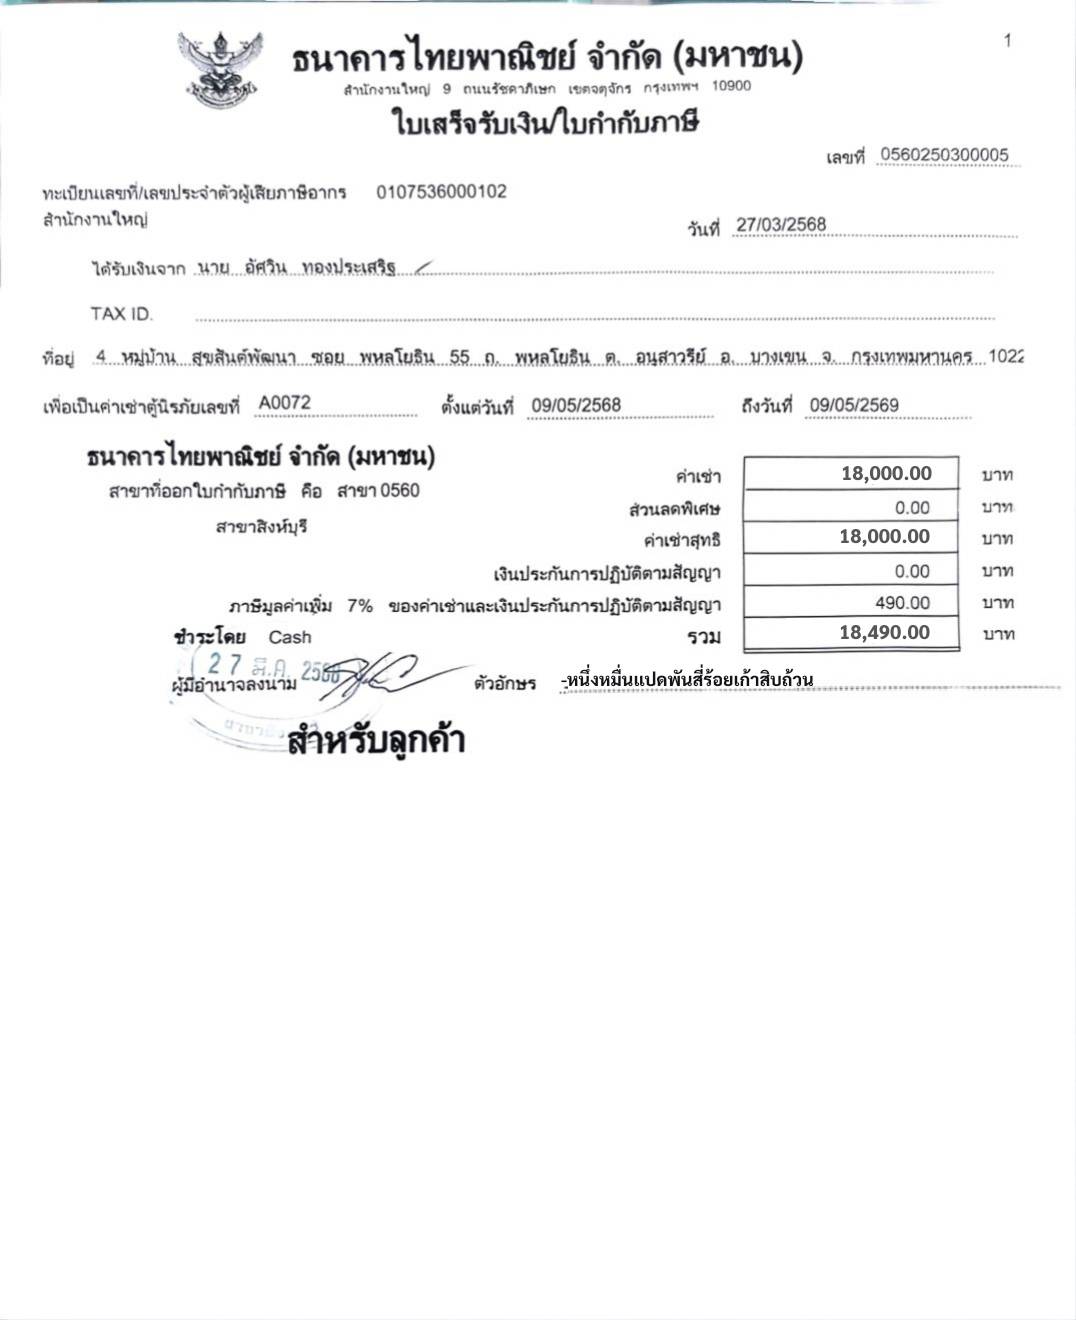 1
ธนาคารไทยพาณิชย์ จำกัด (มหาชน)
สำนักงานใหญ่ 9 ถนนรัชดาภิเษก เขตจตุจักร กรุงเทพฯ 10900
ใบเสร็จรับเงิน/ใบกำกับภาษี
เลขที่ 0560250300005
ทะเบียนเลขที่/เลขประจำตัวผู้เสียภาษีอากร 0107536000102
สำนักงานใหญ่
วันที่ 27/03/2568
ได้รับเงินจาก นาย อัศวิน ทองประเสริฐ
TAX ID.
ที่อยู่ 4 หมู่บ้าน สุขสันต์พัฒนา ซอย พหลโยธิน 55 ถ. พหลโยธิน ต. อนุสาวรีย์ อ. บางเขน จ. กรุงเทพมหานคร 1022
เพื่อเป็นค่าเช่าตู้นิรภัยเลขที่ A0072 ตั้งแต่วันที่ 09/05/2568 ถึงวันที่ 09/05/2569
ธนาคารไทยพาณิชย์ จำกัด (มหาชน)
สาขาที่ออกใบกำกับภาษี คือ สาขา 0560
สาขาสิงห์บุรี
ค่าเช่า 18,000.00 บาท
ส่วนลดพิเศษ 0.00 บาท
ค่าเช่าสุทธิ 18,000.00 บาท
เงินประกันการปฏิบัติตามสัญญา 0.00 บาท
ภาษีมูลค่าเพิ่ม 7% ของค่าเช่าและเงินประกันการปฏิบัติตามสัญญา 490.00 บาท
ชำระโดย Cash รวม 18,490.00 บาท
27 มี.ค. 2568
ผู้มีอำนาจลงนาม ตัวอักษร -หนึ่งหมื่นแปดพันสี่ร้อยเก้าสิบถ้วน
สำหรับลูกค้า